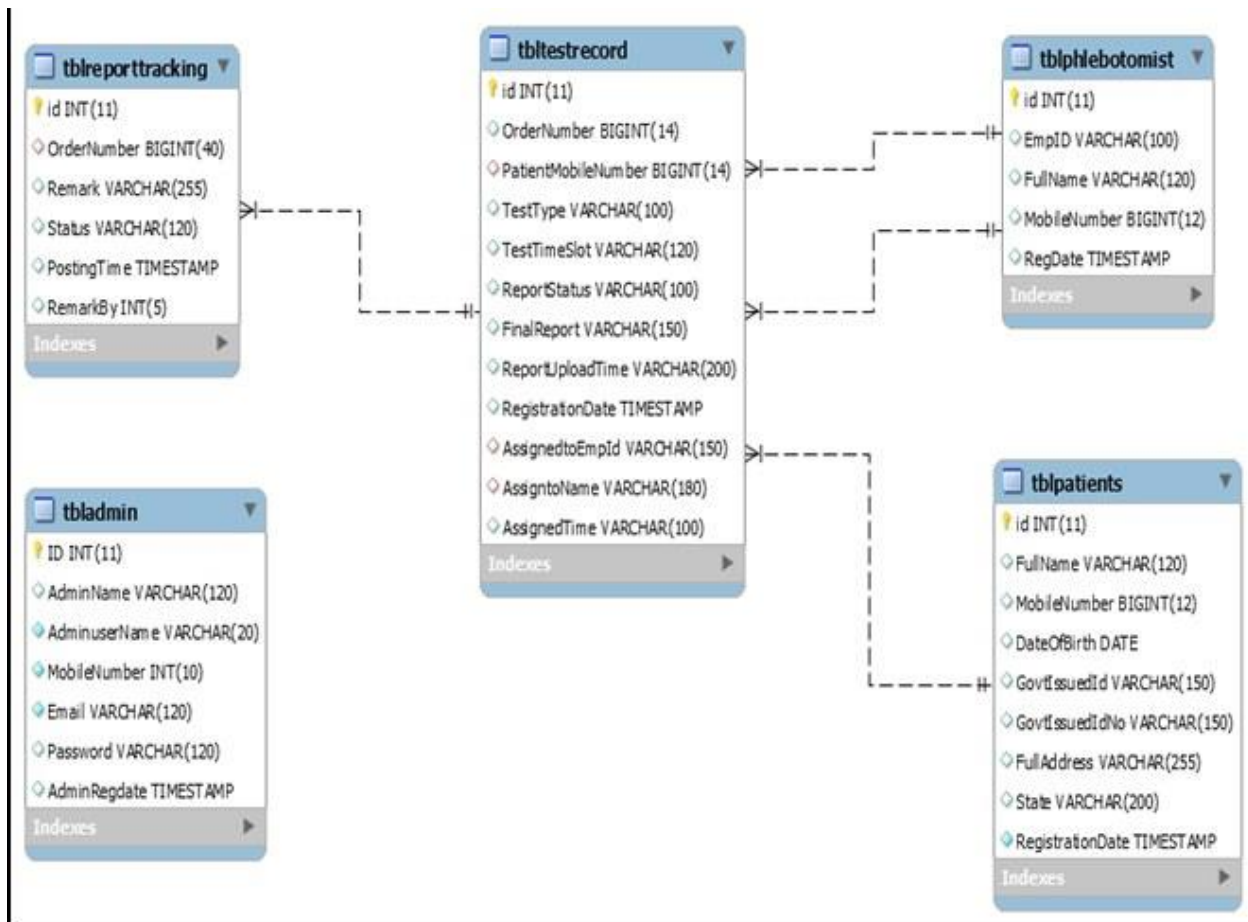 tblreporttracking
id INT(11)
OrderNumber BIGINT(40)
Remark VARCHAR(255)
Status VARCHAR(120)
PostingTime TIMESTAMP
RemarkBy INT(5)
Indexes
tbladmin
ID INT(11)
AdminName VARCHAR(120)
AdminuserName VARCHAR(20)
MobileNumber INT(10)
Email VARCHAR(120)
Password VARCHAR(120)
AdminRegdate TIMESTAMP
Indexes
tbltestrecord
id INT(11)
OrderNumber BIGINT(14)
PatientMobileNumber BIGINT(14)
TestType VARCHAR(100)
TestTimeSlot VARCHAR(120)
ReportStatus VARCHAR(100)
FinalReport VARCHAR(150)
ReportUploadTime VARCHAR(200)
RegistrationDate TIMESTAMP
AssignedtoEmpId VARCHAR(150)
AssigntoName VARCHAR(180)
AssignedTime VARCHAR(100)
Indexes
tblphlebotomist
id INT(11)
EmpID VARCHAR(100)
FullName VARCHAR(120)
MobileNumber BIGINT(12)
RegDate TIMESTAMP
Indexes
tblpatients
id INT(11)
FullName VARCHAR(120)
MobileNumber BIGINT(12)
DateOfBirth DATE
GovtIssuedId VARCHAR(150)
GovtIssuedIdNo VARCHAR(150)
FullAddress VARCHAR(255)
State VARCHAR(200)
RegistrationDate TIMESTAMP
Indexes